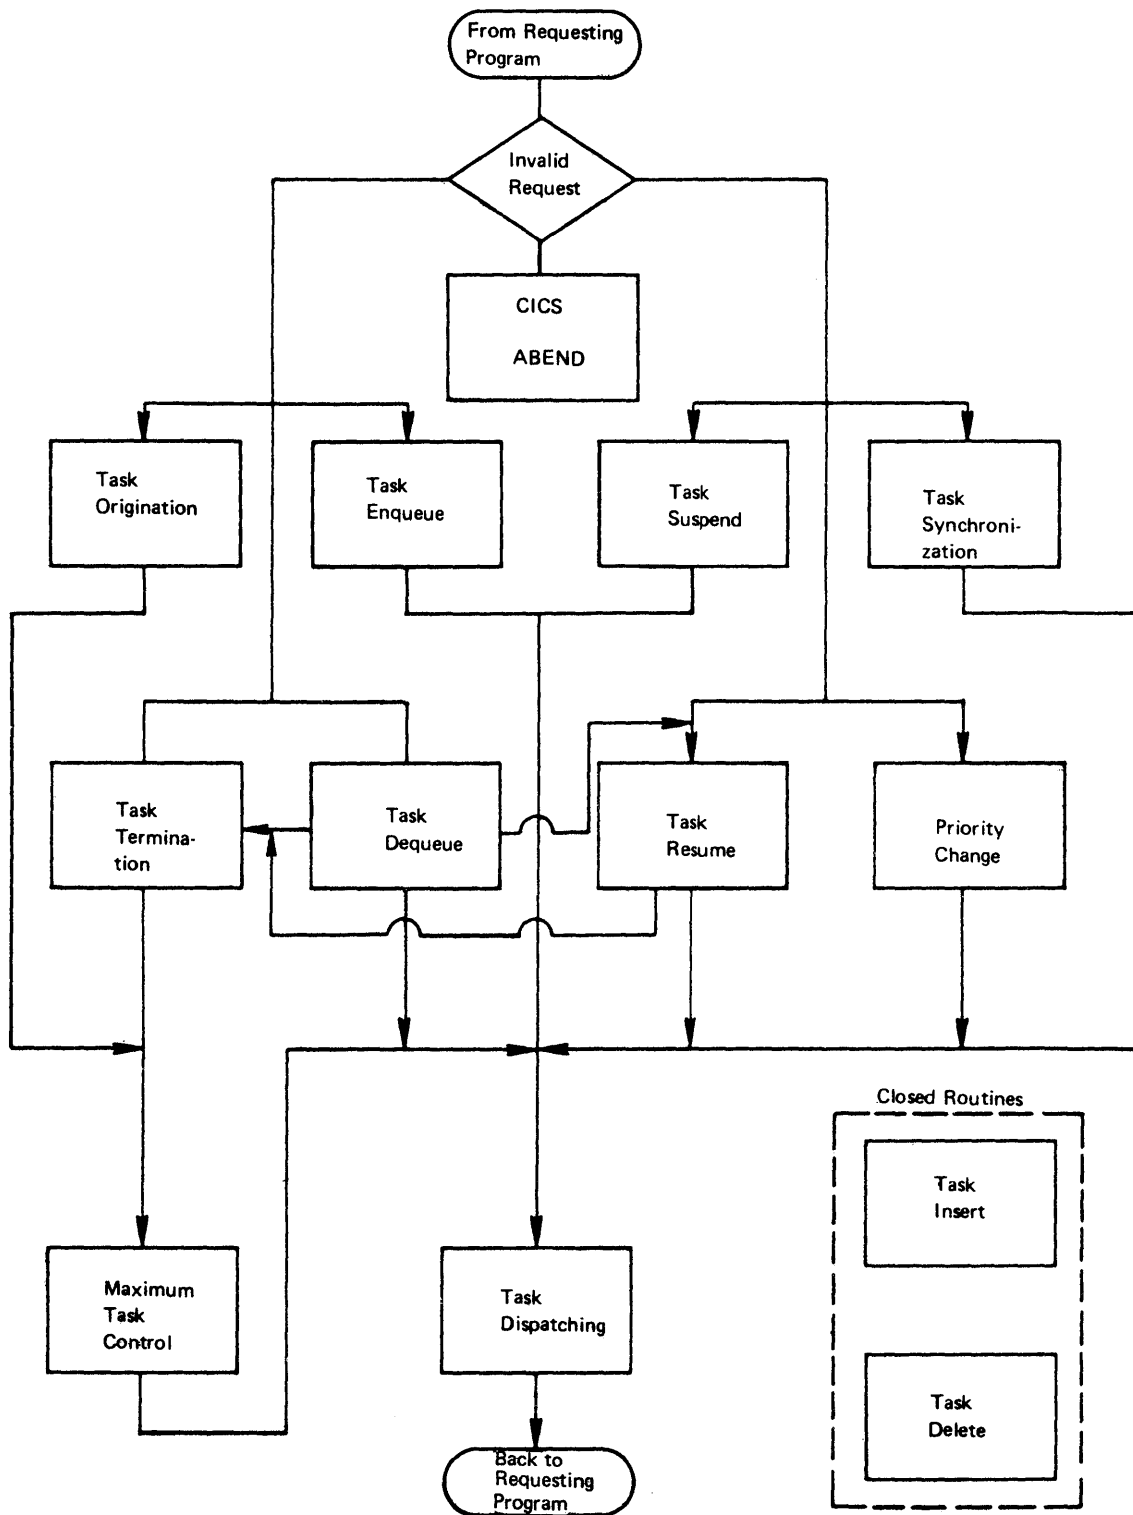 From Requesting
Program
Invalid
Request
CICS
ABEND
Task
Origination
Task
Enqueue
Task
Suspend
Task
Synchroni-
zation
Task
Termina-
tion
Task
Dequeue
Task
Resume
Priority
Change
Closed Routines
Task
Insert
Maximum
Task
Control
Task
Dispatching
Task
Delete
Back to
Requesting
Program